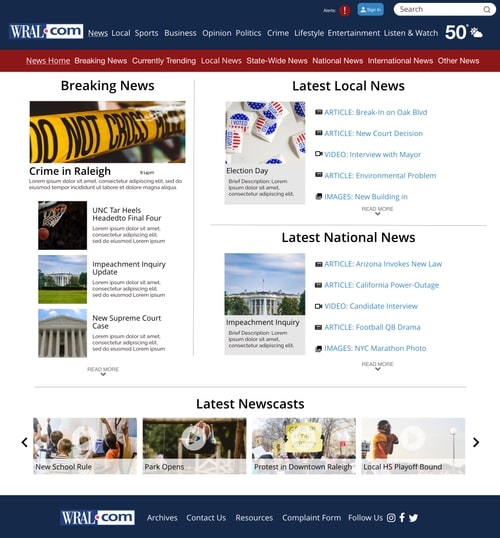 Alerts: ! Sign In Search
WRAL.com News Local Sports Business Opinion Politics Crime Lifestyle Entertainment Listen & Watch 50°
News Home Breaking News Currently Trending Local News State-Wide News National News International News Other News
Breaking News
DO NOT CROSS
Crime in Raleigh
Lorem ipsum dolor sit amet, consectetur adipiscing elit, sed do
eiusmod tempor incididunt ut labore et dolore magna aliqua.
UNC Tar Heels
Headedto Final Four
Lorem ipsum dolor sit amet,
consectetur adipiscing elit,
sed do eiusmod Lorem ipsum
Impeachment Inquiry
Update
Lorem ipsum dolor sit amet,
consectetur adipiscing elit,
sed do eiusmod Lorem ipsum
New Supreme Court
Case
Lorem ipsum dolor sit amet,
consectetur adipiscing elit,
sed do eiusmod Lorem ipsum
READ MORE
Latest Local News
Election Day
Brief Description: Lorem
ipsum dolor sit amet,
consectetur adipiscing elit,
ARTICLE: Break-In on Oak Blvd
ARTICLE: New Court Decision
VIDEO: Interview with Mayor
ARTICLE: Environmental Problem
IMAGES: New Building in
READ MORE
Latest National News
Impeachment Inquiry
Brief Description: Lorem
ipsum dolor sit amet,
consectetur adipiscing elit,
ARTICLE: Arizona Invokes New Law
ARTICLE: California Power-Outage
VIDEO: Candidate Interview
ARTICLE: Football QB Drama
IMAGES: NYC Marathon Photo
READ MORE
Latest Newscasts
New School Rule
Park Opens
Protest in Downtown Raleigh
Local HS Playoff Bound
WRAL.com Archives Contact Us Resources Complaint Form Follow Us